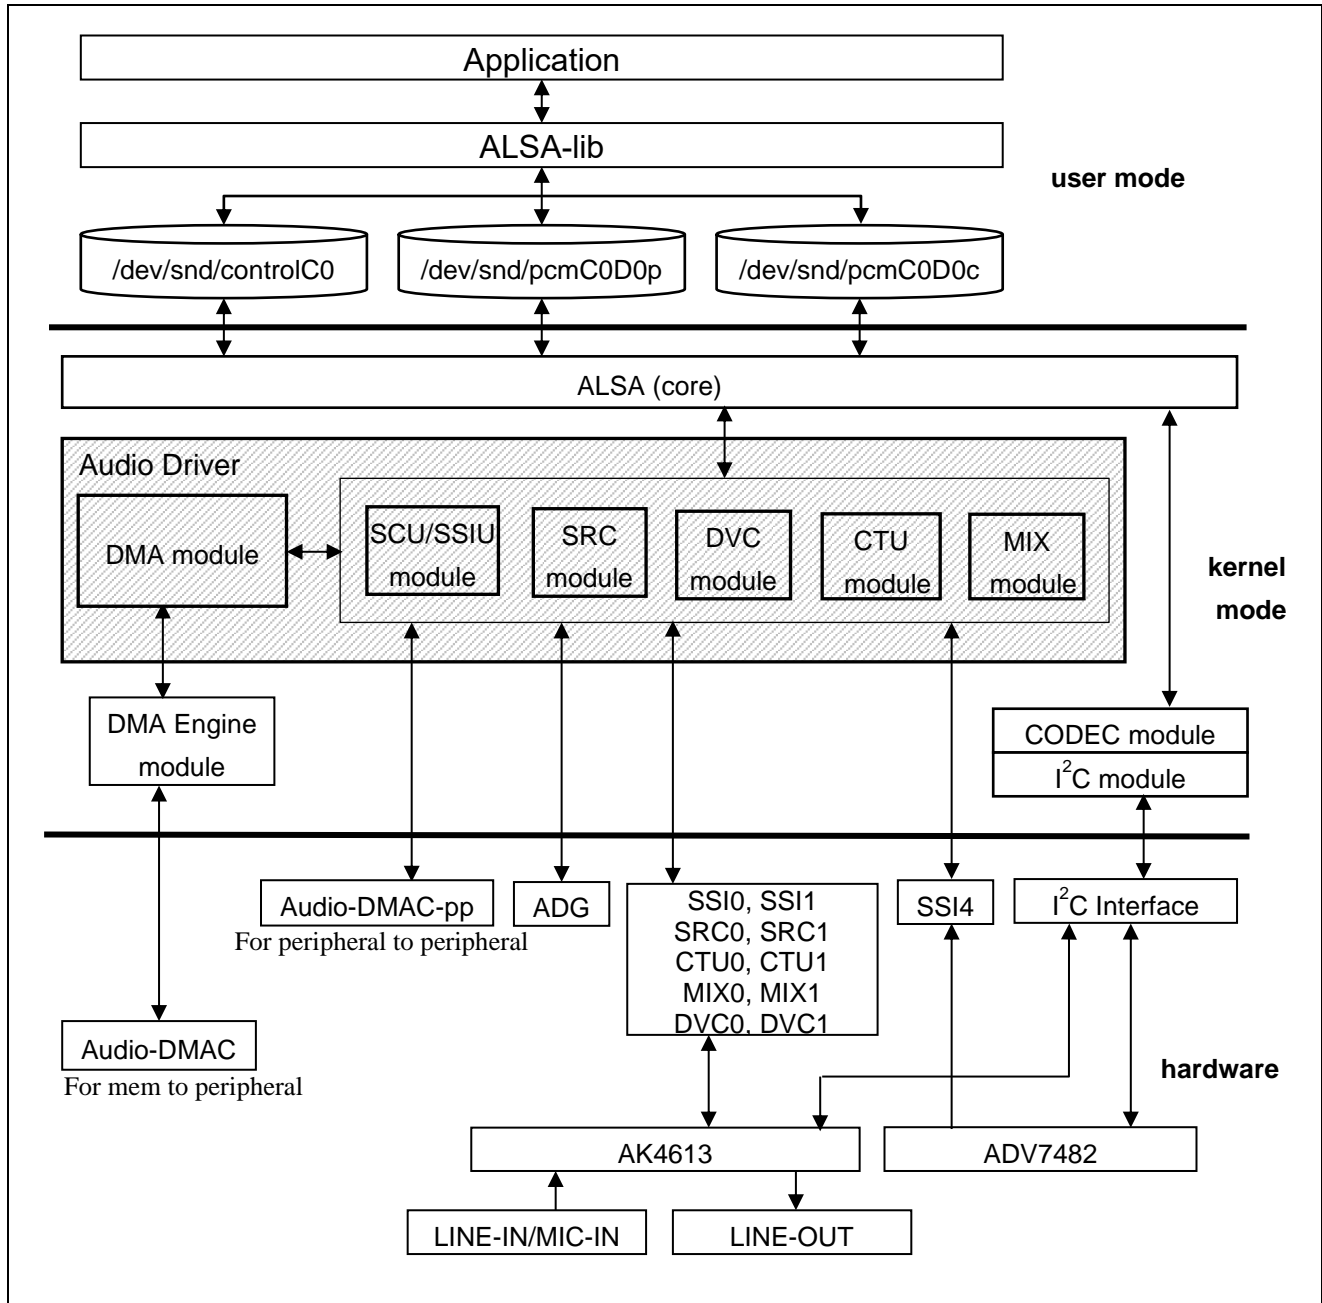 Application
ALSA-lib
user mode
/dev/snd/controlC0
/dev/snd/pcmC0D0p
/dev/snd/pcmC0D0c
ALSA (core)
Audio Driver
DMA module
SCU/SSIU
module
SRC
module
DVC
module
CTU
module
MIX
module
kernel
mode
DMA Engine
module
CODEC module
I²C module
Audio-DMAC-pp
For peripheral to peripheral
ADG
SSI0, SSI1
SRC0, SRC1
CTU0, CTU1
MIX0, MIX1
DVC0, DVC1
SSI4
I²C Interface
Audio-DMAC
For mem to peripheral
hardware
AK4613
ADV7482
LINE-IN/MIC-IN
LINE-OUT